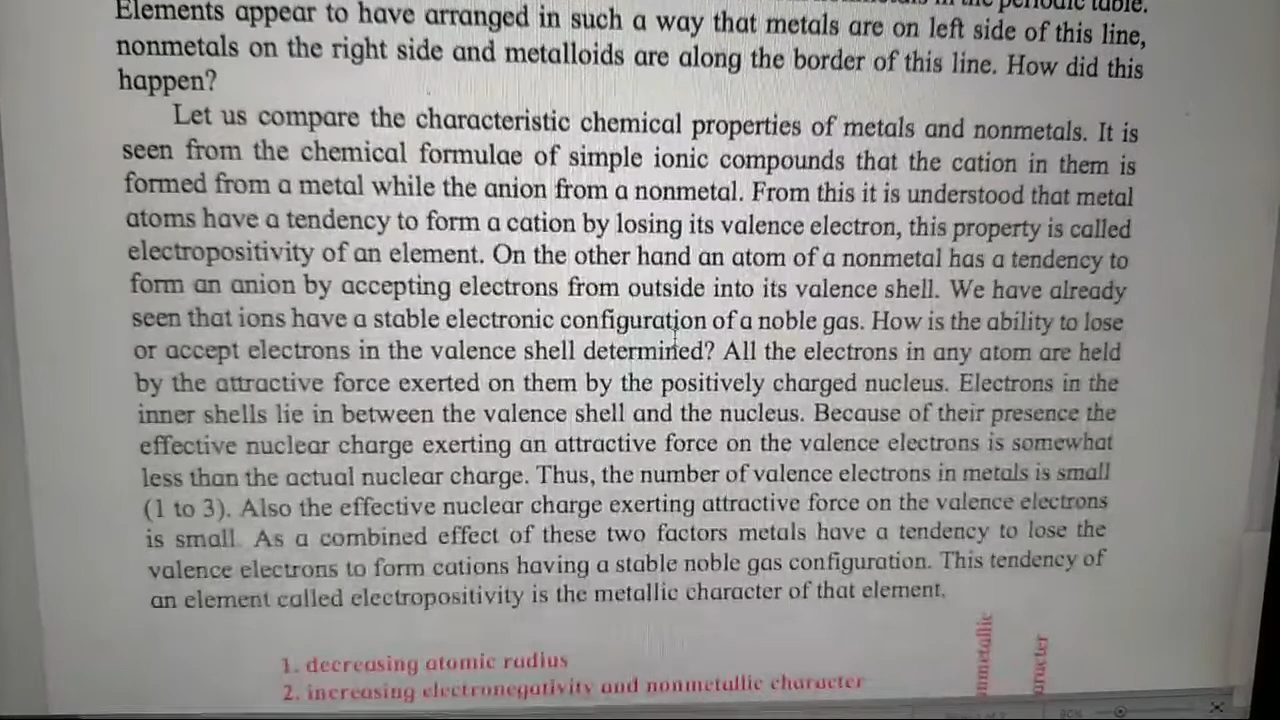 periodic table.
Elements appear to have arranged in such a way that metals are on left side of this line,
nonmetals on the right side and metalloids are along the border of this line. How did this
happen?
Let us compare the characteristic chemical properties of metals and nonmetals. It is
seen from the chemical formulae of simple ionic compounds that the cation in them is
formed from a metal while the anion from a nonmetal. From this it is understood that metal
atoms have a tendency to form a cation by losing its valence electron, this property is called
electropositivity of an element. On the other hand an atom of a nonmetal has a tendency to
form an anion by accepting electrons from outside into its valence shell. We have already
seen that ions have a stable electronic configuration of a noble gas. How is the ability to lose
or accept electrons in the valence shell determined? All the electrons in any atom are held
by the attractive force exerted on them by the positively charged nucleus. Electrons in the
inner shells lie in between the valence shell and the nucleus. Because of their presence the
effective nuclear charge exerting an attractive force on the valence electrons is somewhat
less than the actual nuclear charge. Thus, the number of valence electrons in metals is small
(1 to 3). Also the effective nuclear charge exerting attractive force on the valence electrons
is small. As a combined effect of these two factors metals have a tendency to lose the
valence electrons to form cations having a stable noble gas configuration. This tendency of
an element called electropositivity is the metallic character of that element.
1. decreasing atomic radius
2. increasing electronegativity and nonmetallic character